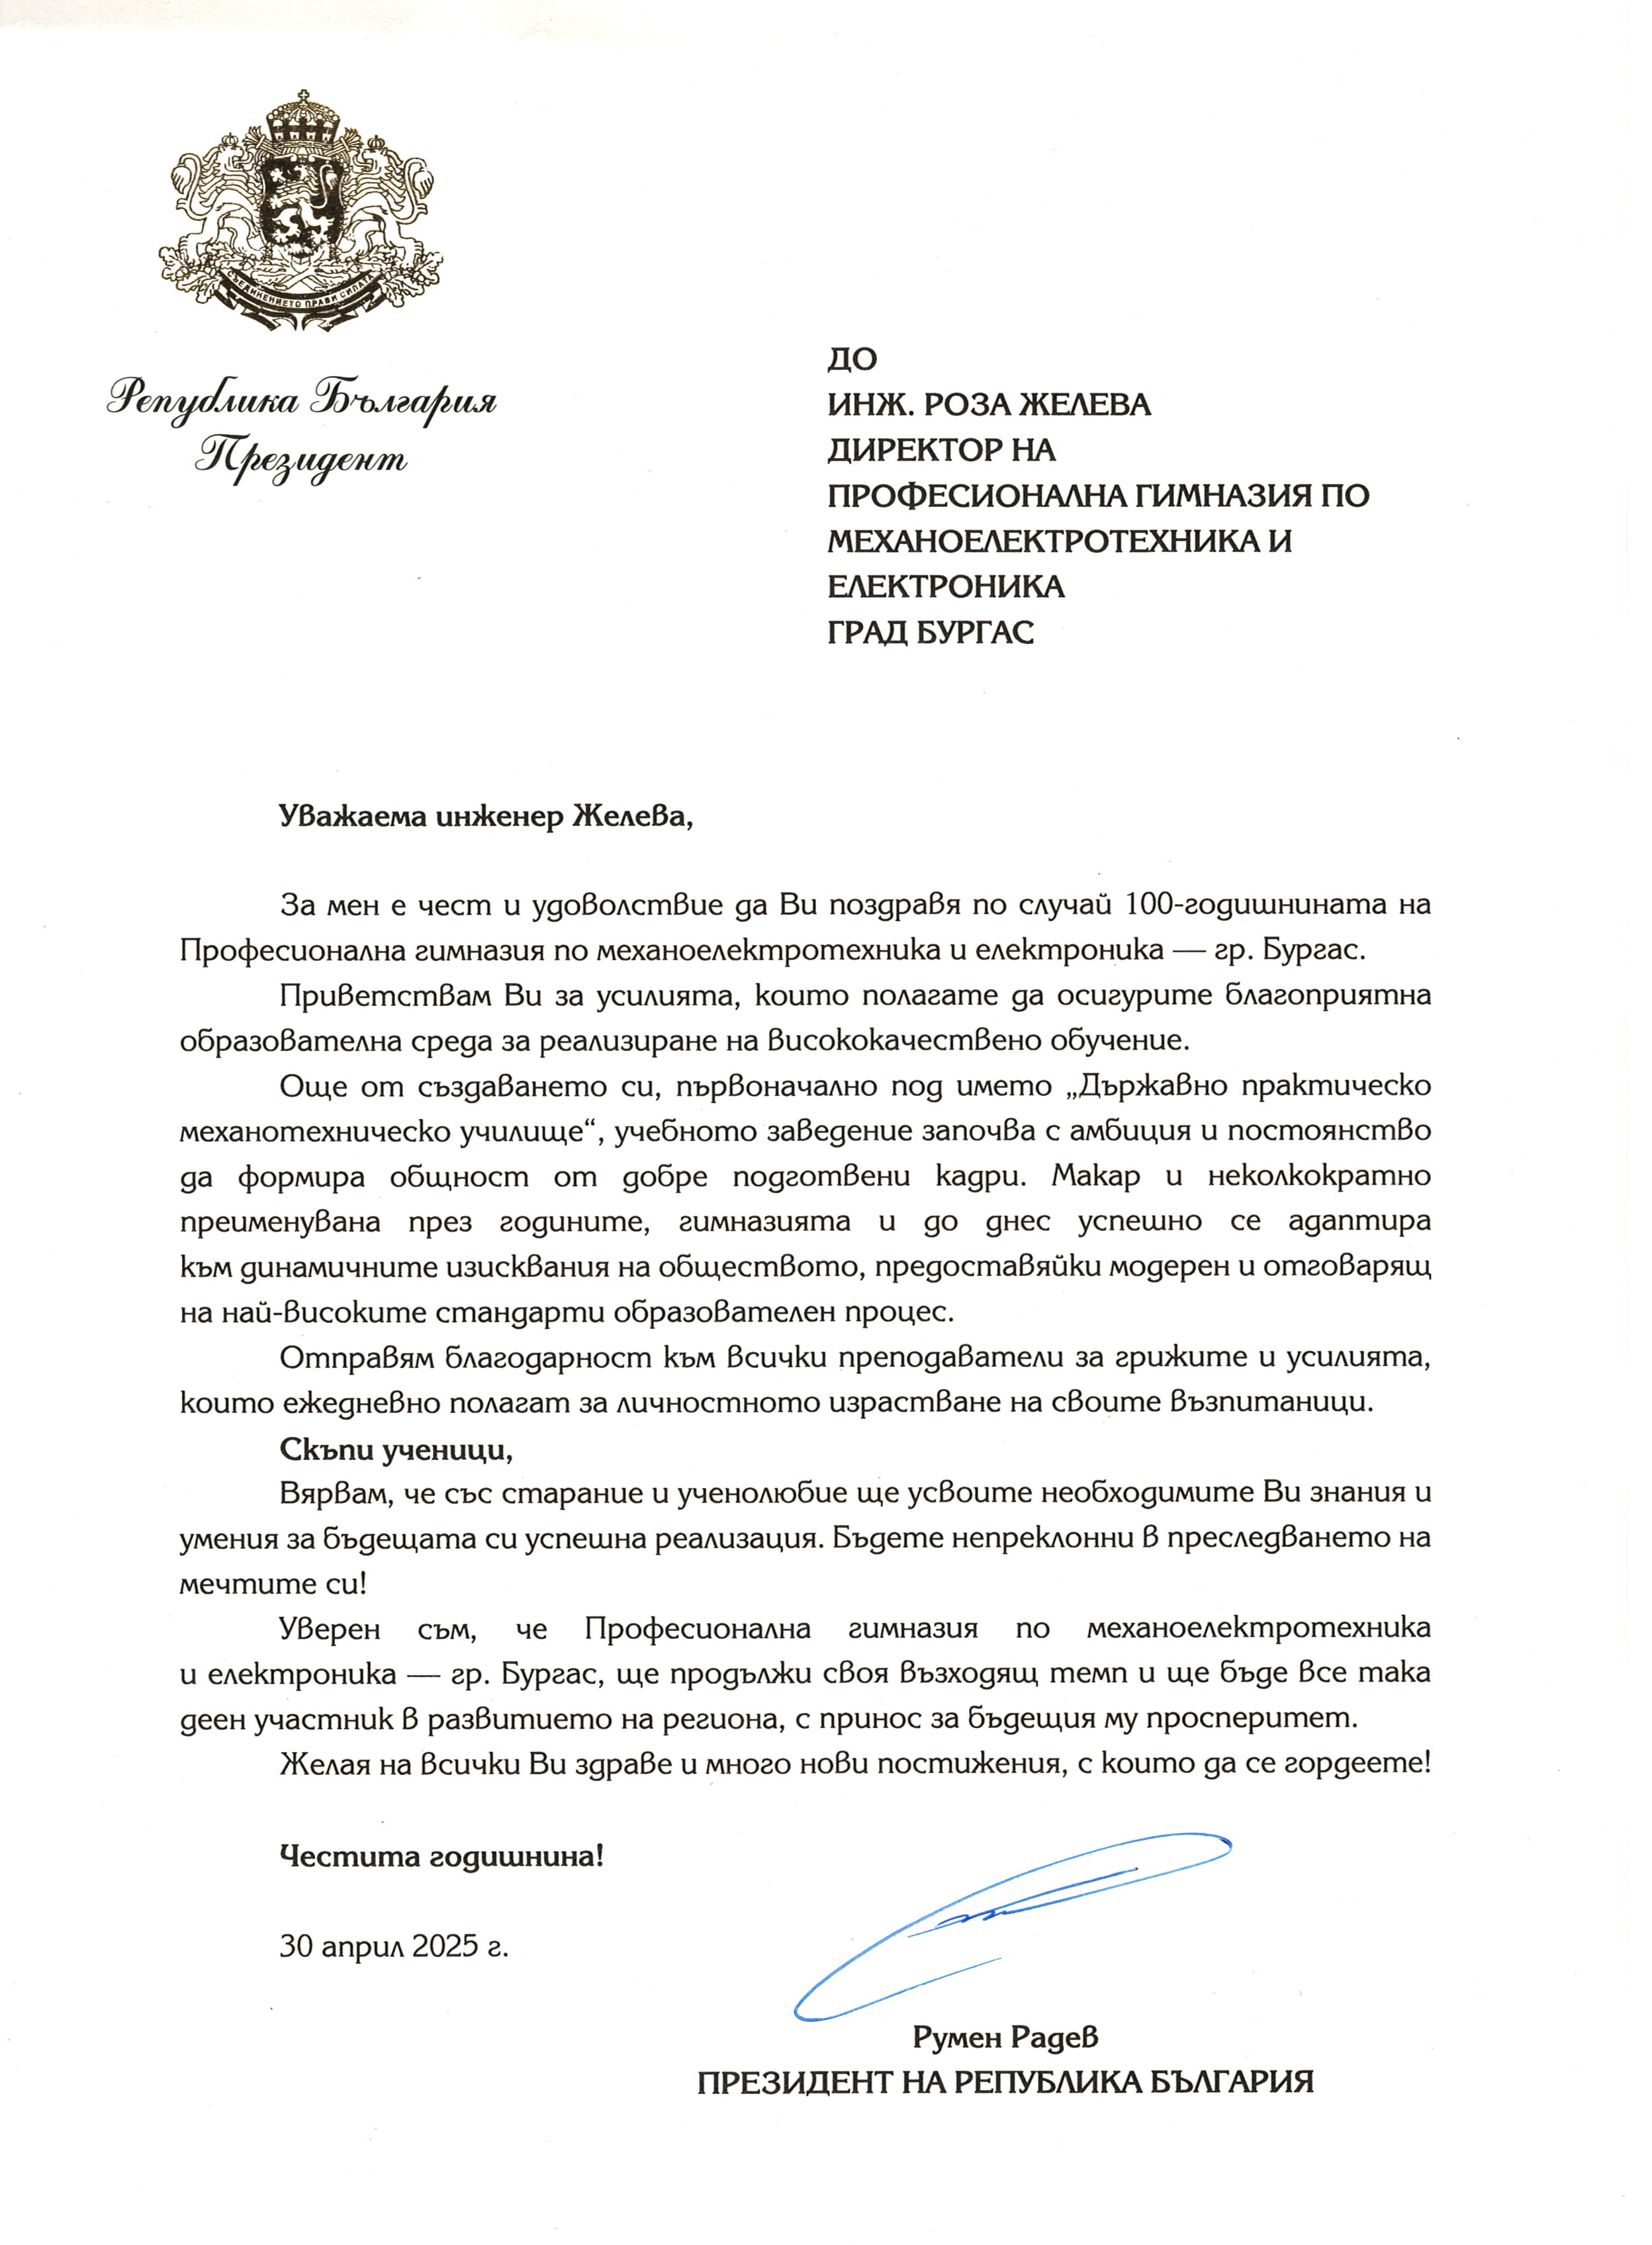 СЪЕДИНЕНИЕТО ПРАВИ СИЛАТА
Република България
Президент
ДО
ИНЖ. РОЗА ЖЕЛЕВА
ДИРЕКТОР НА
ПРОФЕСИОНАЛНА ГИМНАЗИЯ ПО
МЕХАНОЕЛЕКТРОТЕХНИКА И
ЕЛЕКТРОНИКА
ГРАД БУРГАС
Уважаема инженер Желева,
За мен е чест и удоволствие да Ви поздравя по случай 100-годишнината на
Професионална гимназия по механоелектротехника и електроника — гр. Бургас.
Приветствам Ви за усилията, които полагате да осигурите благоприятна
образователна среда за реализиране на висококачествено обучение.
Още от създаването си, първоначално под името „Държавно практическо
механотехническо училище“, учебното заведение започва с амбиция и постоянство
да формира общност от добре подготвени кадри. Макар и неколкократно
преименувана през годините, гимназията и до днес успешно се адаптира
към динамичните изисквания на обществото, предоставяйки модерен и отговарящ
на най-високите стандарти образователен процес.
Отправям благодарност към всички преподаватели за грижите и усилията,
които ежедневно полагат за личностното израстване на своите възпитаници.
Скъпи ученици,
Вярвам, че със старание и ученолюбие ще усвоите необходимите Ви знания и
умения за бъдещата си успешна реализация. Бъдете непреклонни в преследването на
мечтите си!
Уверен съм, че Професионална гимназия по механоелектротехника
и електроника — гр. Бургас, ще продължи своя възходящ темп и ще бъде все така
деен участник в развитието на региона, с принос за бъдещия му просперитет.
Желая на всички Ви здраве и много нови постижения, с които да се гордеете!
Честита годишнина!
30 април 2025 г.
Румен Радев
ПРЕЗИДЕНТ НА РЕПУБЛИКА БЪЛГАРИЯ